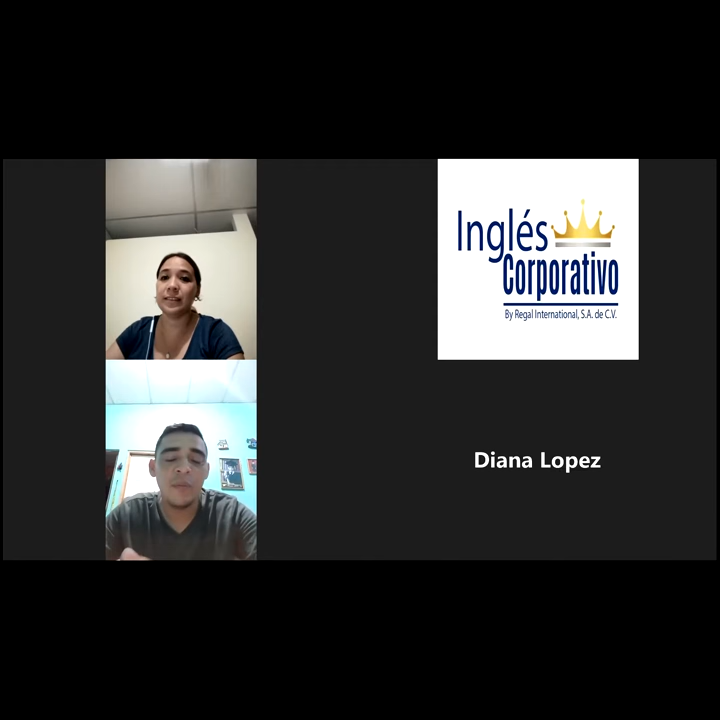 Inglés
Corporativo
By Regal International, S.A. de C.V.
Diana Lopez